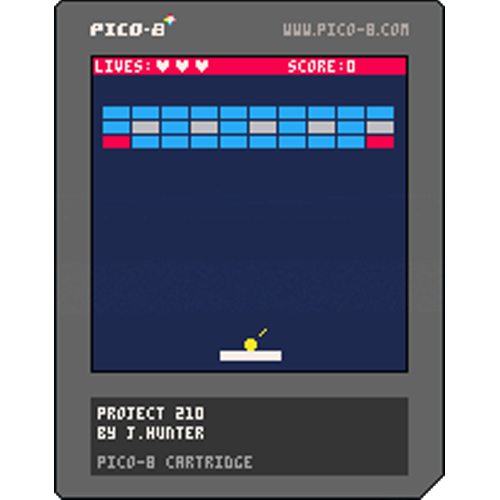 PICO-8 WWW.PICO-8.COM
LIVES: SCORE:0
PROJECT 210
BY J.HUNTER
PICO-8 CARTRIDGE